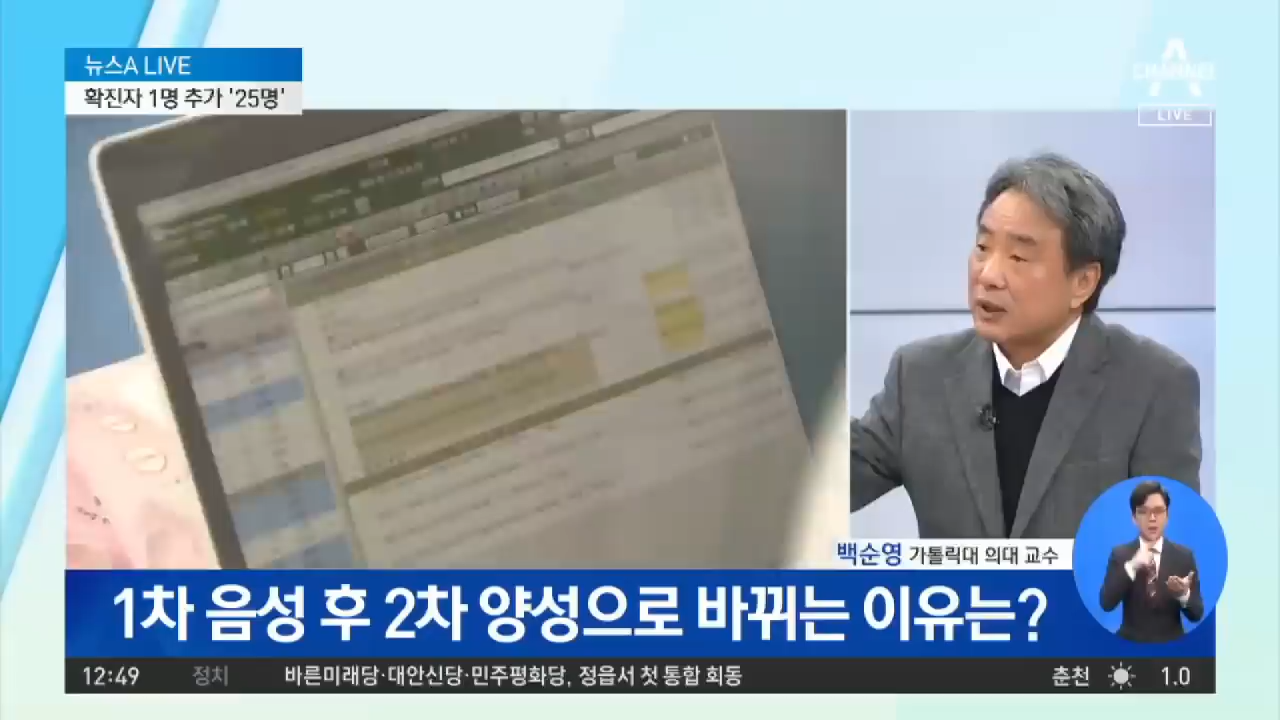 뉴스A LIVE
확진자 1명 추가 '25명'
CHANNEL A
LIVE
백순영 가톨릭대 의대 교수
1차 음성 후 2차 양성으로 바뀌는 이유는?
12:49 정치 바른미래당·대안신당·민주평화당, 정읍서 첫 통합 회동 춘천 1.0